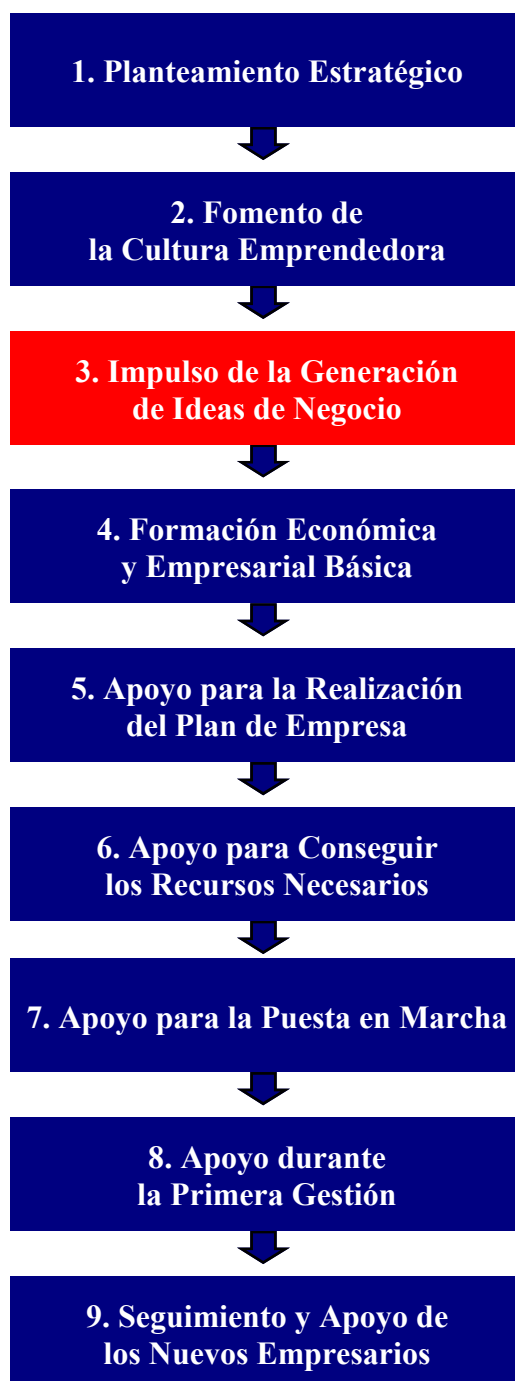 1. Planteamiento Estratégico
2. Fomento de
la Cultura Emprendedora
3. Impulso de la Generación
de Ideas de Negocio
4. Formación Económica
y Empresarial Básica
5. Apoyo para la Realización
del Plan de Empresa
6. Apoyo para Conseguir
los Recursos Necesarios
7. Apoyo para la Puesta en Marcha
8. Apoyo durante
la Primera Gestión
9. Seguimiento y Apoyo de
los Nuevos Empresarios